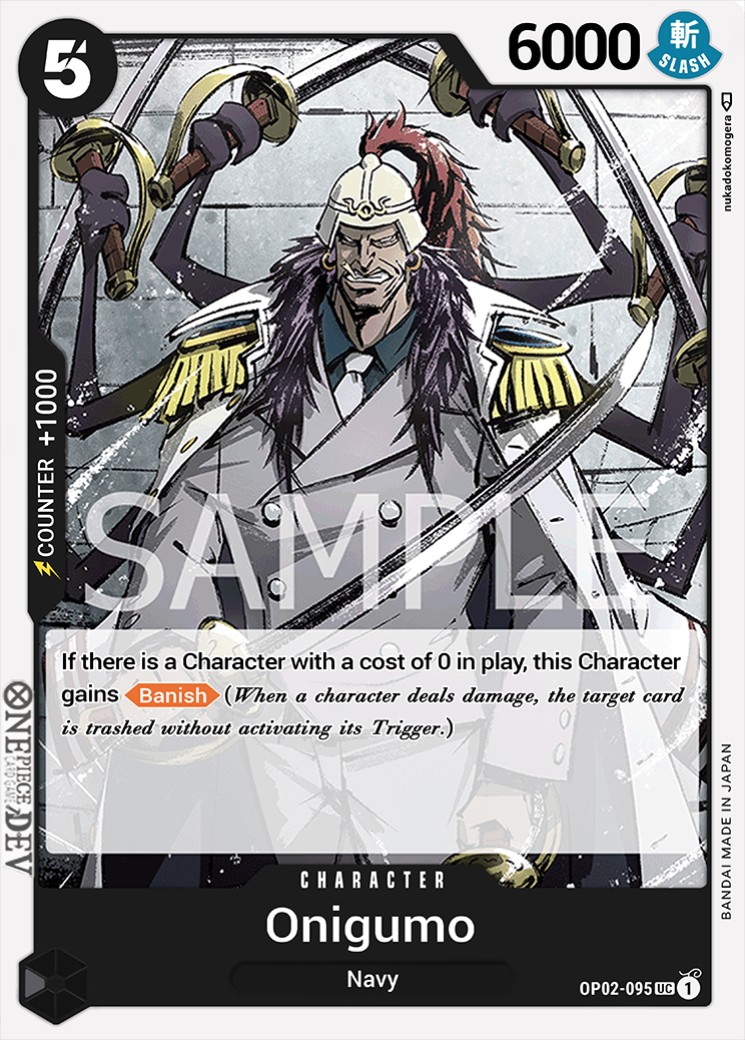 5
6000
斬
SLASH
nukadokomogera
COUNTER +1000
SAMPLE
If there is a Character with a cost of 0 in play, this Character
gains Banish (When a character deals damage, the target card
is trashed without activating its Trigger.)
ONE PIECE
CARD GAME
.DEV
BANDAI MADE IN JAPAN
CHARACTER
Onigumo
Navy
OP02-095 UC 1